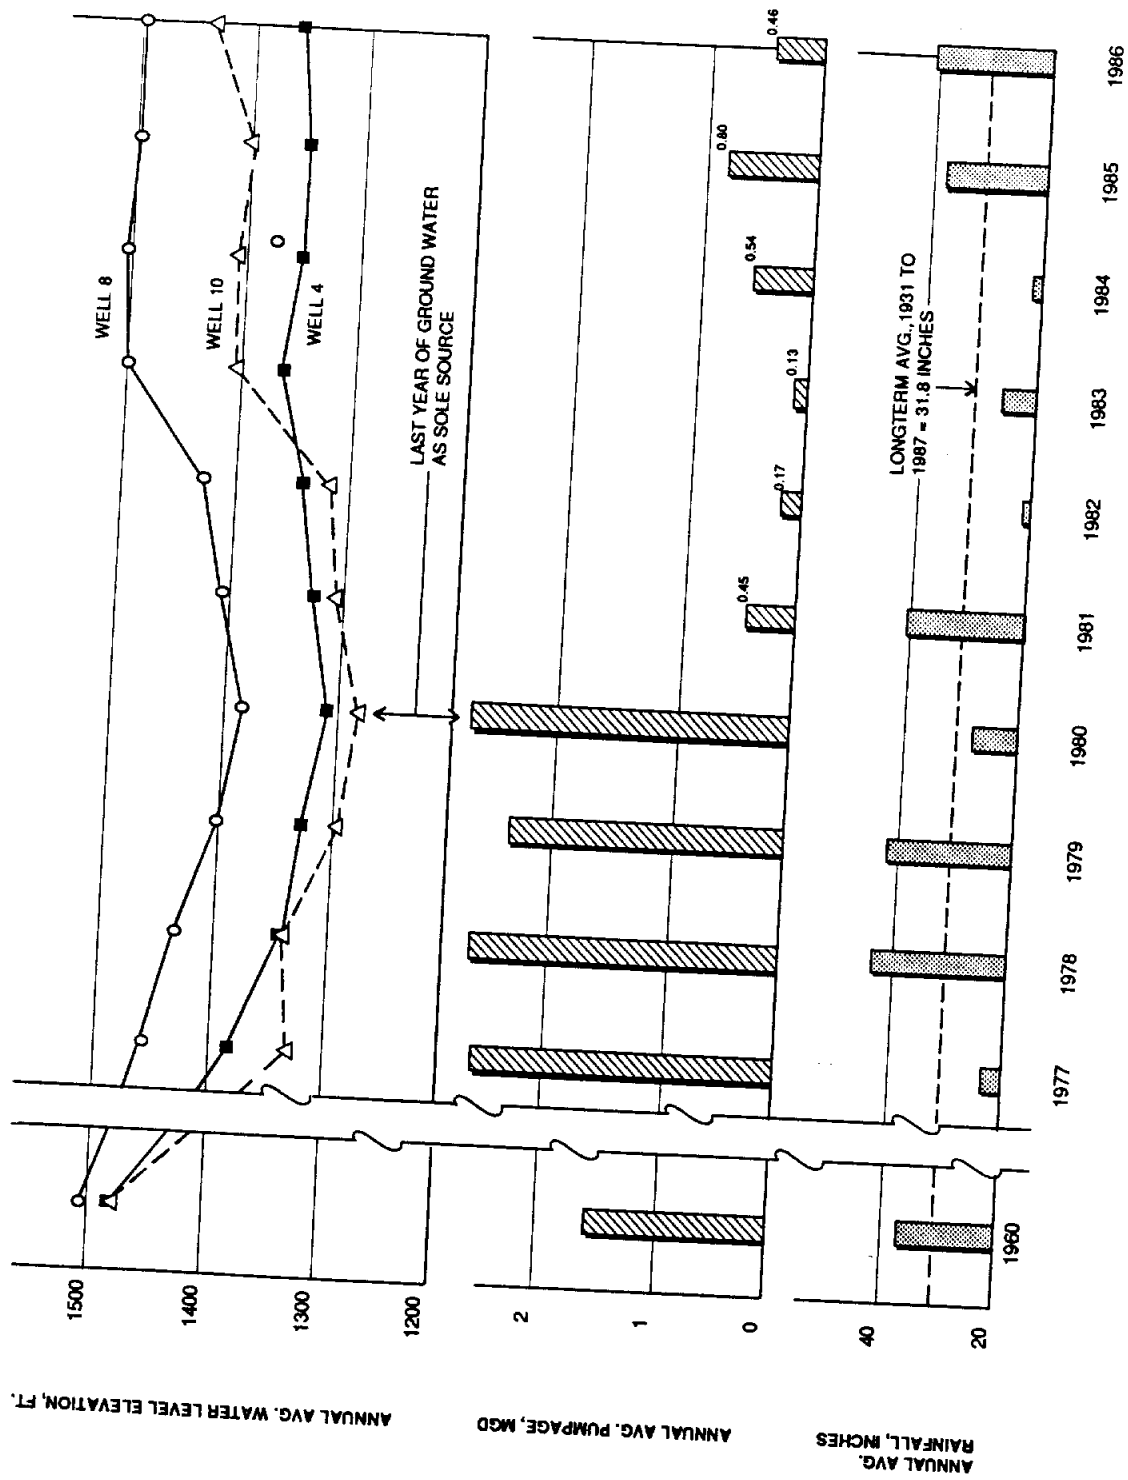 1500
1400
1300
1200
ANNUAL AVG. WATER LEVEL ELEVATION, FT.
WELL 8
WELL 10
WELL 4
LAST YEAR OF GROUND WATER
AS SOLE SOURCE
2
1
0
ANNUAL AVG. PUMPAGE, MGD
0.45
0.17
0.13
0.54
0.80
0.46
40
20
ANNUAL AVG.
RAINFALL, INCHES
LONGTERM AVG., 1931 TO
1987 = 31.8 INCHES
1960
1977
1978
1979
1980
1981
1982
1983
1984
1985
1986